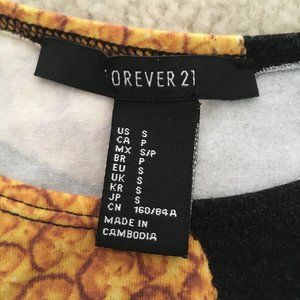 FOREVER 21
US S
CA P
MX S/P
BR P
EU S
UK S
KR S
JP S
CN 160/84A
MADE IN
CAMBODIA